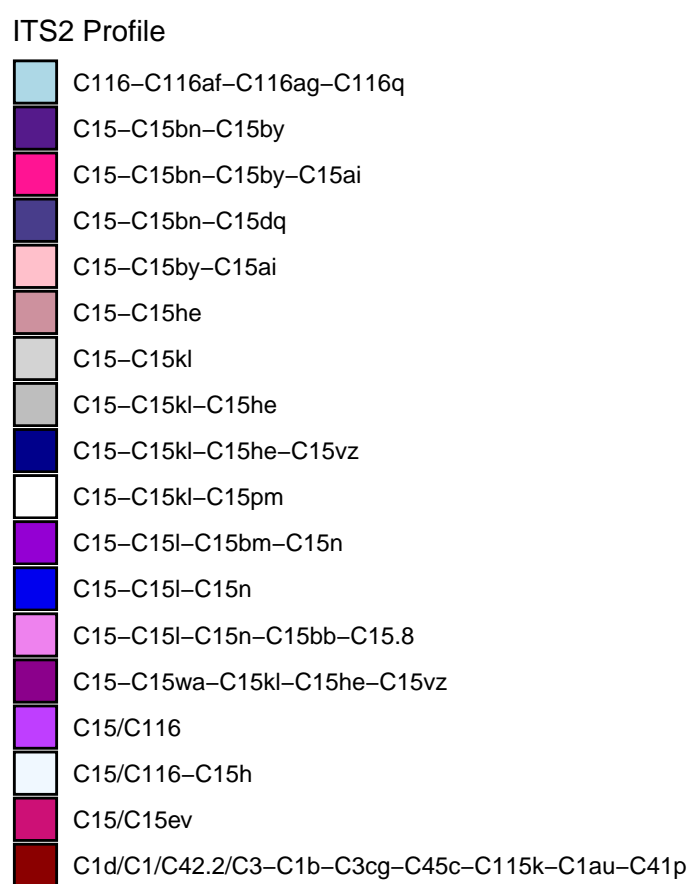 ITS2 Profile
C116−C116af−C116ag−C116q
C15−C15bn−C15by
C15−C15bn−C15by−C15ai
C15−C15bn−C15dq
C15−C15by−C15ai
C15−C15he
C15−C15kl
C15−C15kl−C15he
C15−C15kl−C15he−C15vz
C15−C15kl−C15pm
C15−C15l−C15bm−C15n
C15−C15l−C15n
C15−C15l−C15n−C15bb−C15.8
C15−C15wa−C15kl−C15he−C15vz
C15/C116
C15/C116−C15h
C15/C15ev
C1d/C1/C42.2/C3−C1b−C3cg−C45c−C115k−C1au−C41p